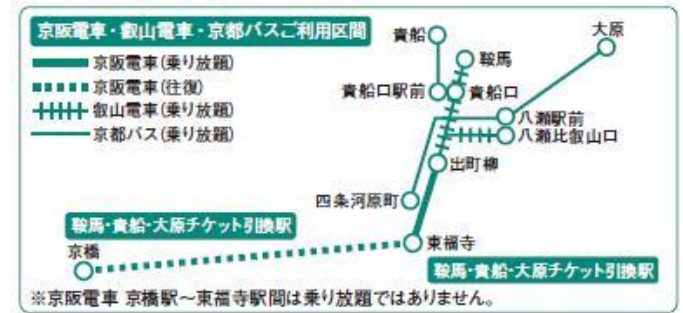 京阪電車・叡山電車・京都バスご利用区間
京阪電車(乗り放題)
京阪電車(往復)
叡山電車(乗り放題)
京都バス(乗り放題)
貴船
大原
鞍馬
貴船口駅前
貴船口
八瀬駅前
八瀬比叡山口
出町柳
四条河原町
鞍馬・貴船・大原チケット引換駅
京橋
東福寺
鞍馬・貴船・大原チケット引換駅
※京阪電車 京橋駅〜東福寺駅間は乗り放題ではありません。